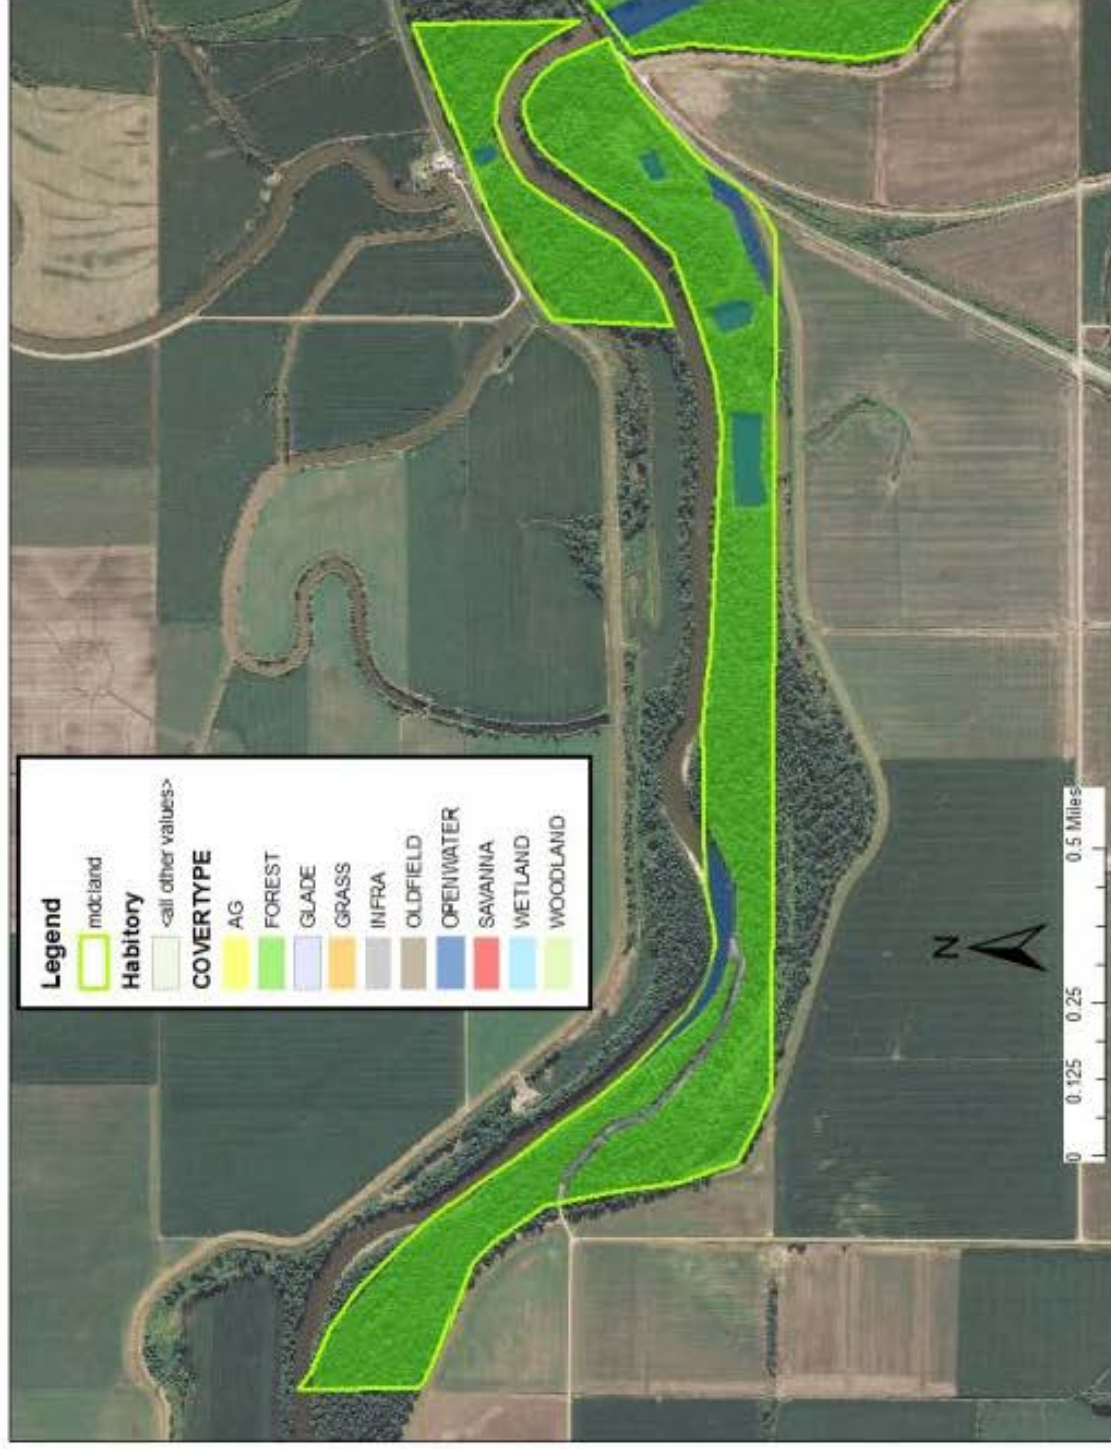 Legend
mdcland
Habitory
<all other values>
COVERTYPE
AG
FOREST
GLADE
GRASS
INFRA
OLDFIELD
OPENWATER
SAVANNA
WETLAND
WOODLAND
N
0 0.125 0.25 0.5 Miles